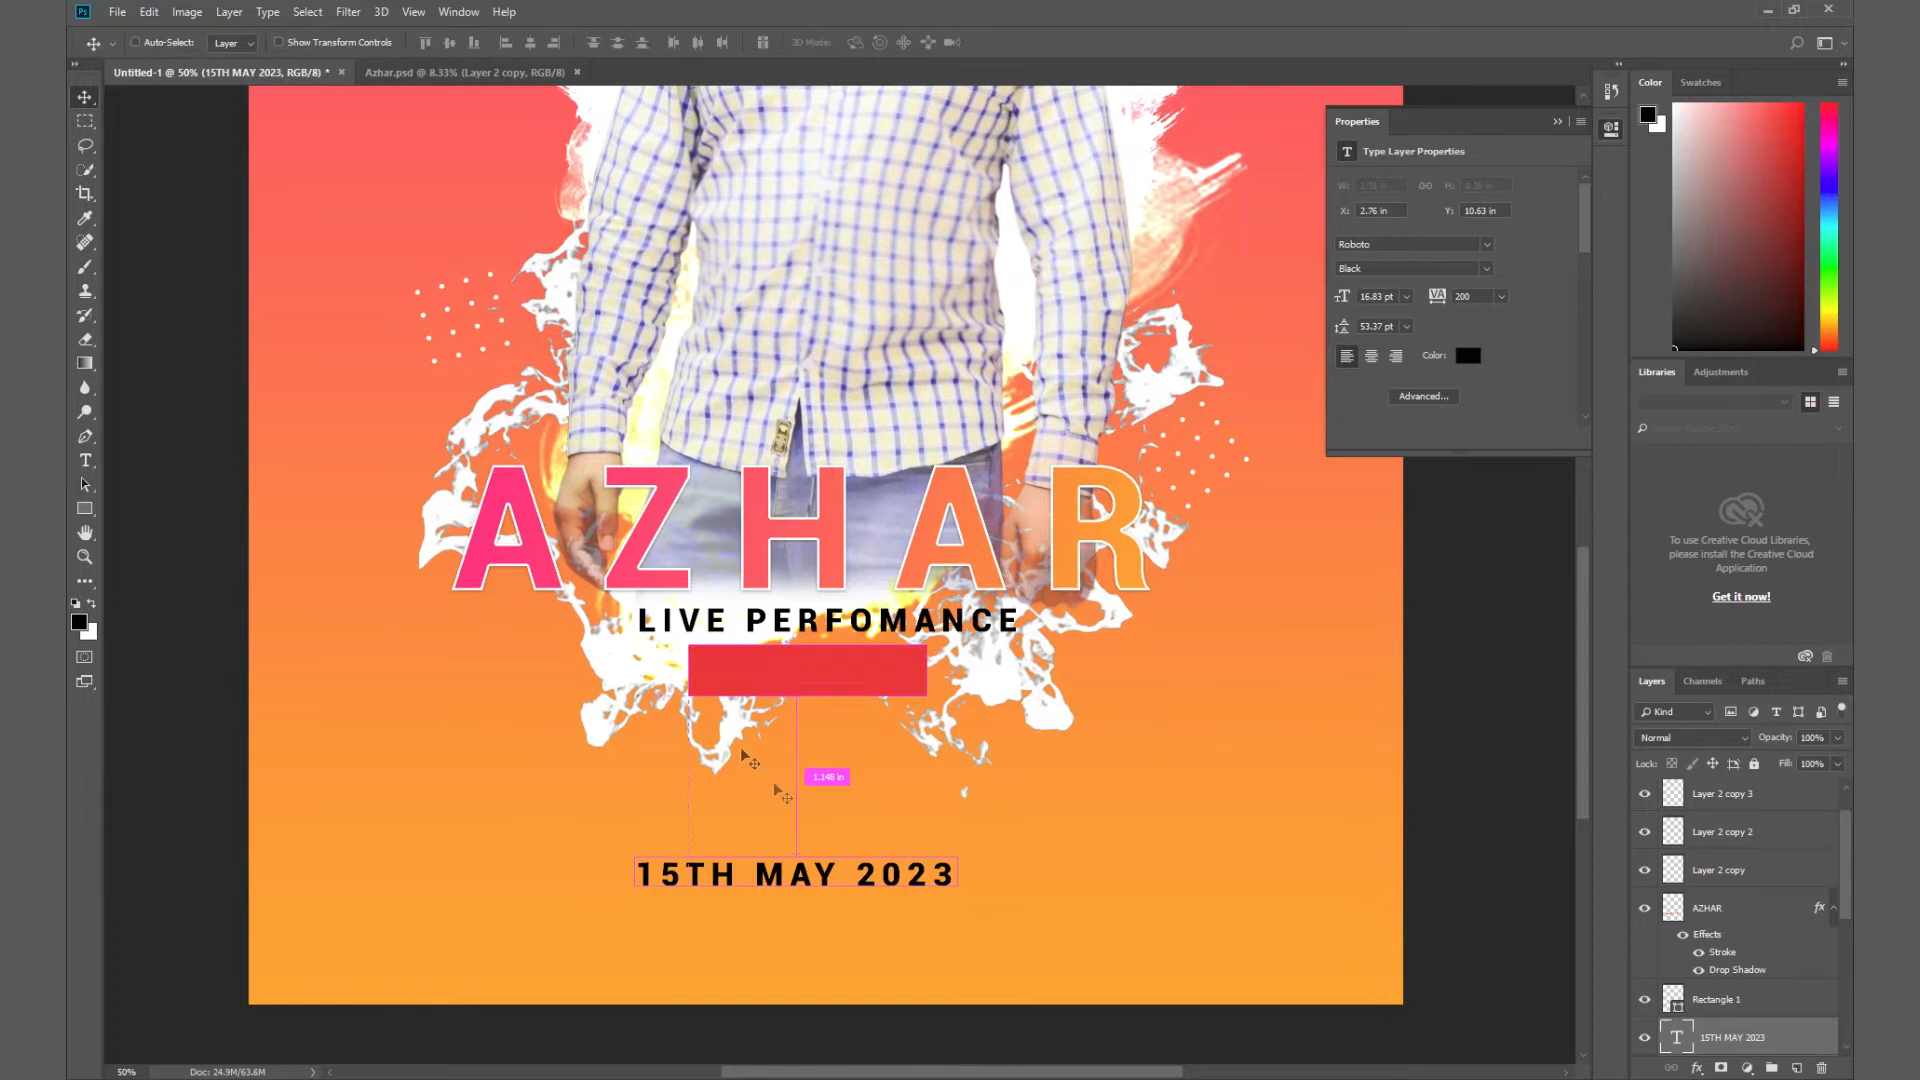 Ps File Edit Image Layer Type Select Filter 3D View Window Help
Auto-Select: Layer Show Transform Controls 3D Mode:
Untitled-1 @ 50% (15TH MAY 2023, RGB/8) * Azhar.psd @ 8.33% (Layer 2 copy, RGB/8)
Properties
T Type Layer Properties
W: H:
X: 2.76 in Y: 10.63 in
Roboto
Black
16.83 pt VA 200
53.37 pt
Color:
Advanced...
AZHAR
LIVE PERFOMANCE
1.148 in
15TH MAY 2023
Color Swatches
Libraries Adjustments
To use Creative Cloud Libraries,
please install the Creative Cloud
Application
Get it now!
Layers Channels Paths
Kind
Normal Opacity: 100%
Lock: Fill: 100%
Layer 2 copy 3
Layer 2 copy 2
Layer 2 copy
AZHAR fx
Effects
Stroke
Drop Shadow
Rectangle 1
T 15TH MAY 2023
fx
50% Doc: 24.9M/63.6M